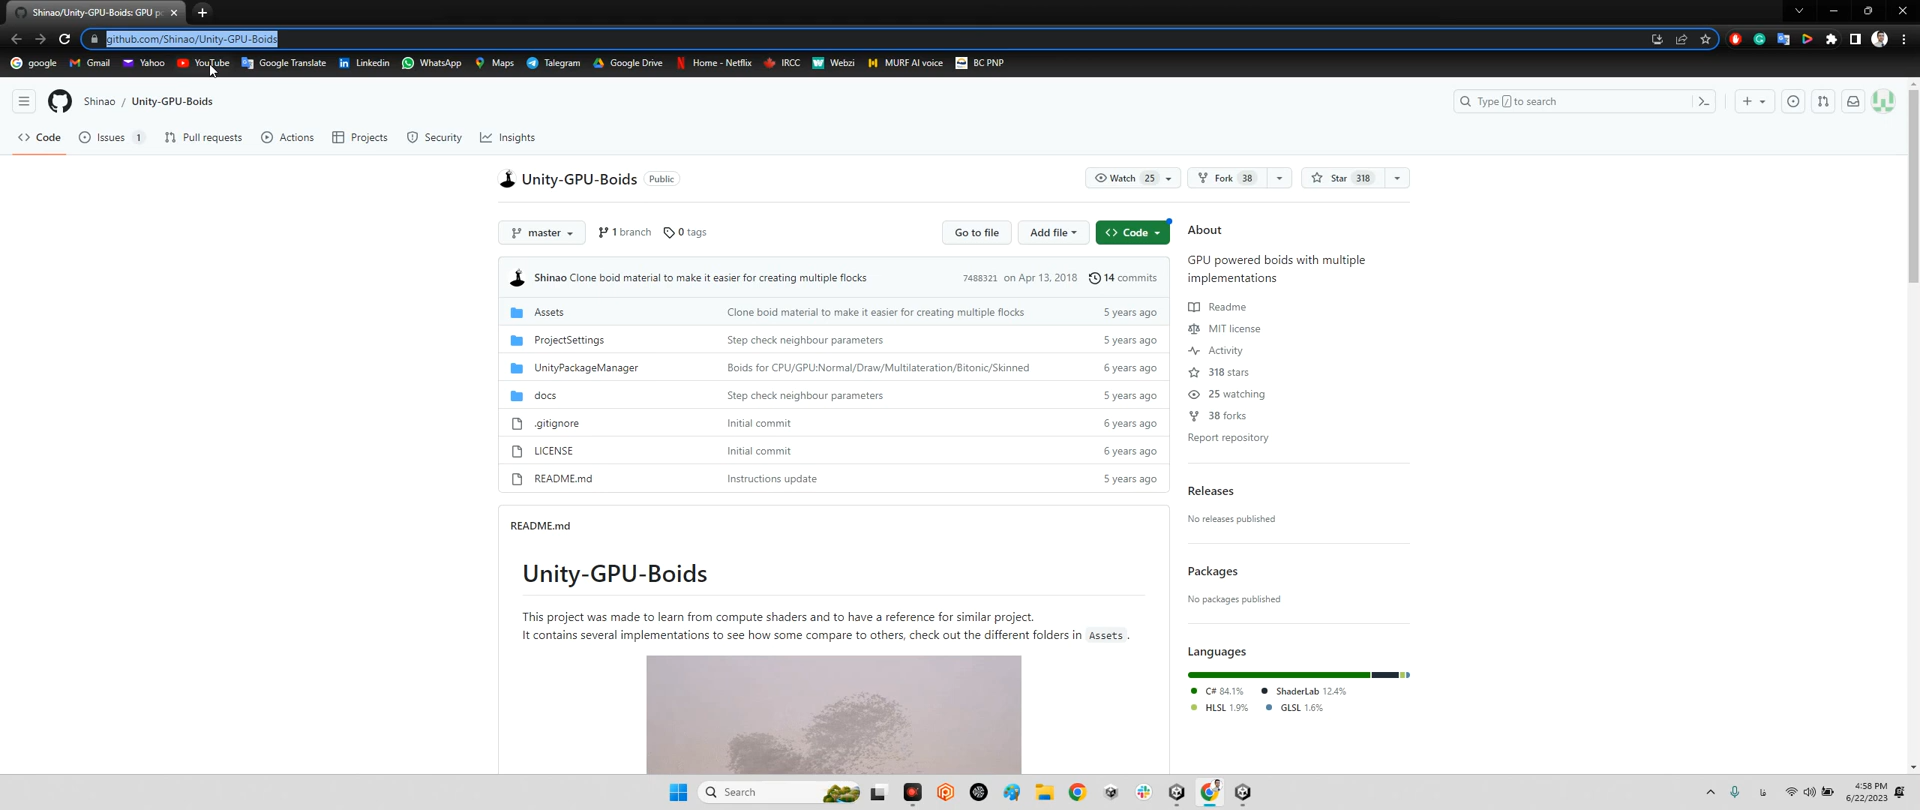 Shinao/Unity-GPU-Boids: GPU po
github.com/Shinao/Unity-GPU-Boids
google Gmail Yahoo YouTube Google Translate Linkedin WhatsApp Maps Talegram Google Drive Home - Netflix IRCC Webzi MURF AI voice BC PNP
Shinao / Unity-GPU-Boids
Type / to search
Code Issues 1 Pull requests Actions Projects Security Insights
Unity-GPU-Boids Public
Watch 25 Fork 38 Star 318
master 1 branch 0 tags Go to file Add file Code
Shinao Clone boid material to make it easier for creating multiple flocks 7488321 on Apr 13, 2018 14 commits
Assets Clone boid material to make it easier for creating multiple flocks 5 years ago
ProjectSettings Step check neighbour parameters 5 years ago
UnityPackageManager Boids for CPU/GPU:Normal/Draw/Multilateration/Bitonic/Skinned 6 years ago
docs Step check neighbour parameters 5 years ago
.gitignore Initial commit 6 years ago
LICENSE Initial commit 6 years ago
README.md Instructions update 5 years ago
README.md
Unity-GPU-Boids
This project was made to learn from compute shaders and to have a reference for similar project.
It contains several implementations to see how some compare to others, check out the different folders in Assets .
About
GPU powered boids with multiple
implementations
Readme
MIT license
Activity
318 stars
25 watching
38 forks
Report repository
Releases
No releases published
Packages
No packages published
Languages
C# 84.1% ShaderLab 12.4%
HLSL 1.9% GLSL 1.6%
Search
4:58 PM
6/22/2023